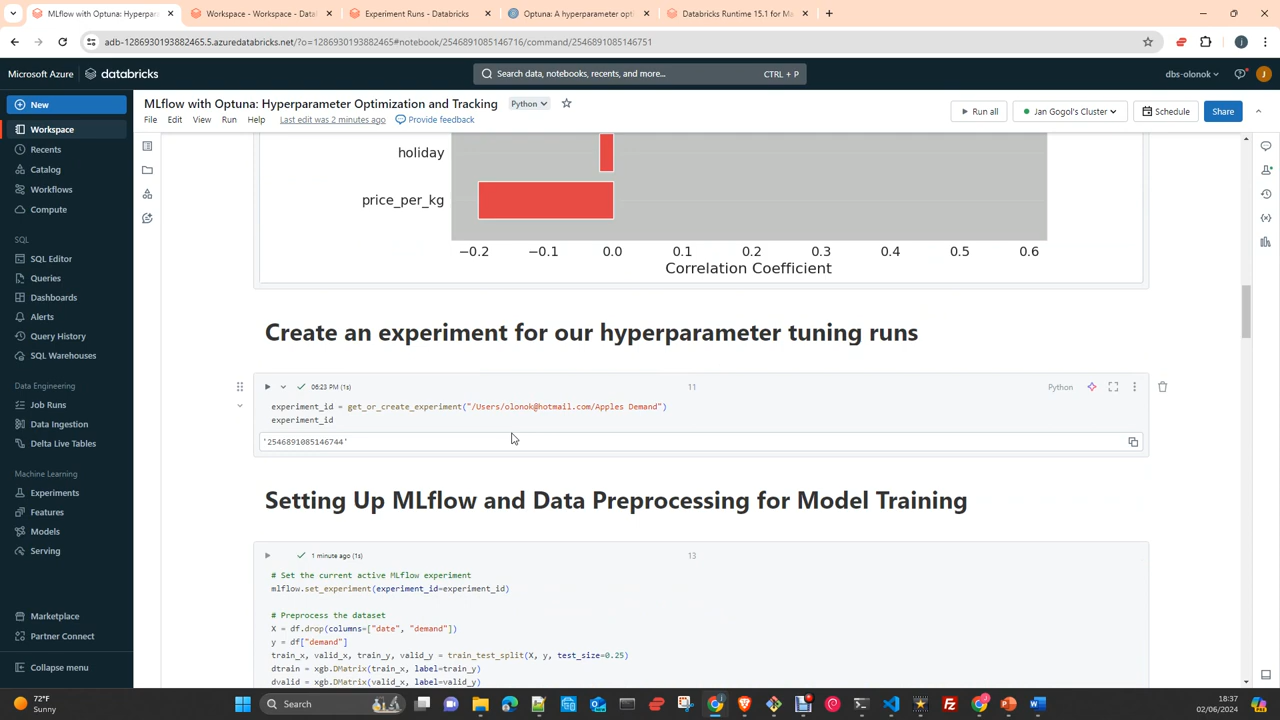 MLflow with Optuna: Hyperpara
Workspace - Workspace - Datal
Experiment Runs - Databricks
Optuna: A hyperparameter opti
Databricks Runtime 15.1 for Ma
adb-1286930193882465.5.azuredatabricks.net/?o=1286930193882465#notebook/2546891085146716/command/2546891085146751
Microsoft Azure
databricks
Search data, notebooks, recents, and more...
CTRL + P
dbs-olonok
J
New
Workspace
Recents
Catalog
Workflows
Compute
SQL
SQL Editor
Queries
Dashboards
Alerts
Query History
SQL Warehouses
Data Engineering
Job Runs
Data Ingestion
Delta Live Tables
Machine Learning
Experiments
Features
Models
Serving
Marketplace
Partner Connect
Collapse menu
MLflow with Optuna: Hyperparameter Optimization and Tracking
Python
File Edit View Run Help Last edit was 2 minutes ago Provide feedback
Run all
Jan Gogol's Cluster
Schedule
Share
holiday
price_per_kg
−0.2 −0.1 0.0 0.1 0.2 0.3 0.4 0.5 0.6
Correlation Coefficient
Create an experiment for our hyperparameter tuning runs
06:23 PM (1s)
11
Python
experiment_id = get_or_create_experiment("/Users/olonok@hotmail.com/Apples Demand")
experiment_id
'2546891085146744'
Setting Up MLflow and Data Preprocessing for Model Training
1 minute ago (1s)
13
# Set the current active MLflow experiment
mlflow.set_experiment(experiment_id=experiment_id)
# Preprocess the dataset
X = df.drop(columns=["date", "demand"])
y = df["demand"]
train_x, valid_x, train_y, valid_y = train_test_split(X, y, test_size=0.25)
dtrain = xgb.DMatrix(train_x, label=train_y)
dvalid = xgb.DMatrix(valid_x, label=valid_y)
72°F
Sunny
Search
18:37
02/06/2024